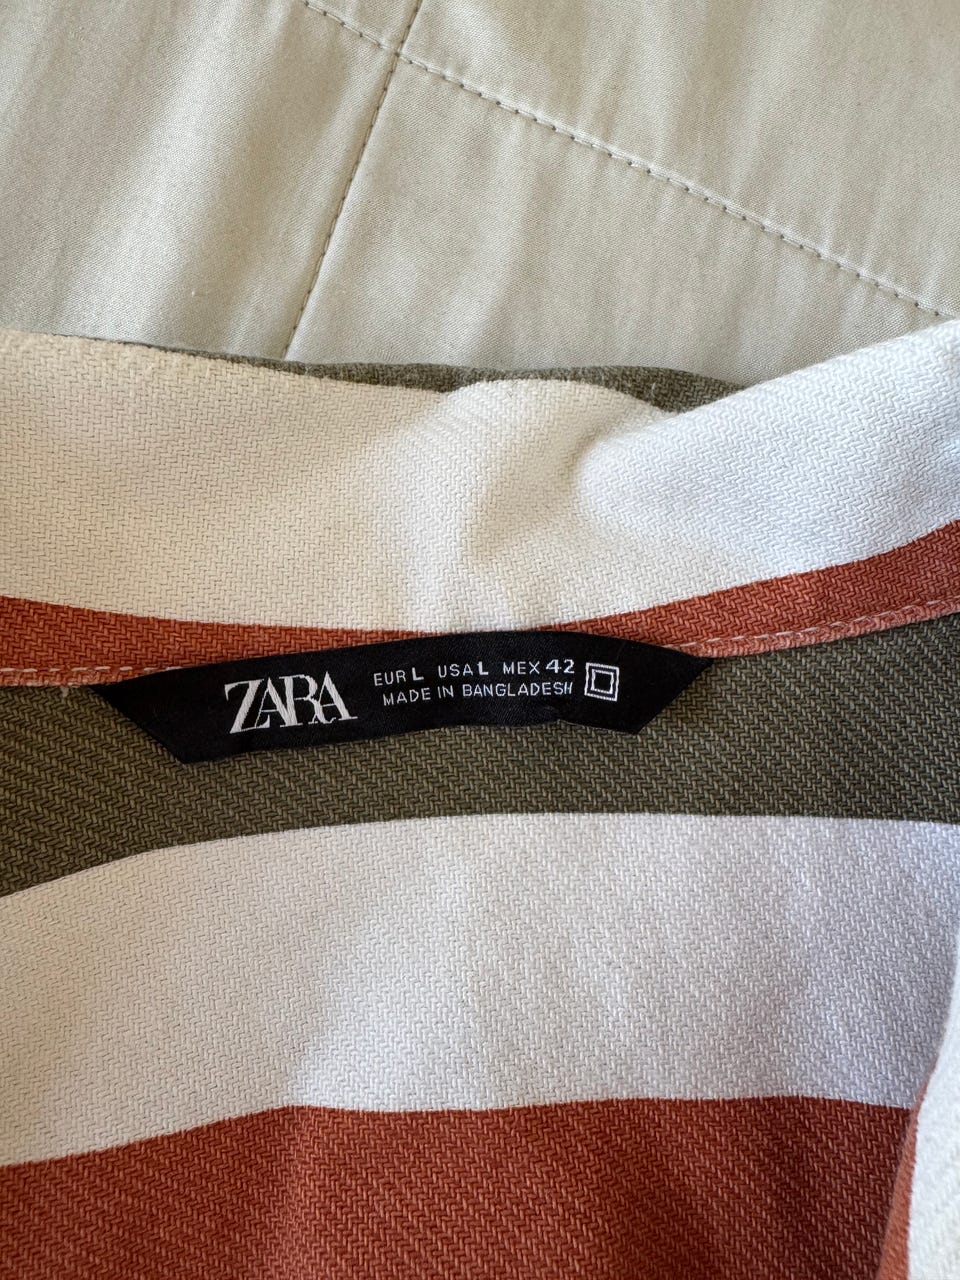 ZARA
EUR L USA L MEX 42
MADE IN BANGLADESH